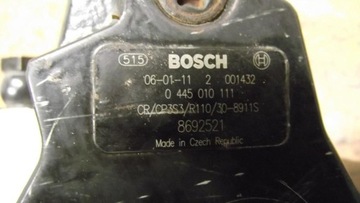 515 BOSCH
06-01-11 2 001432
0 445 010 111
CR/CP3S3/R110/30-8911S
8692521
Made in Czech Republic